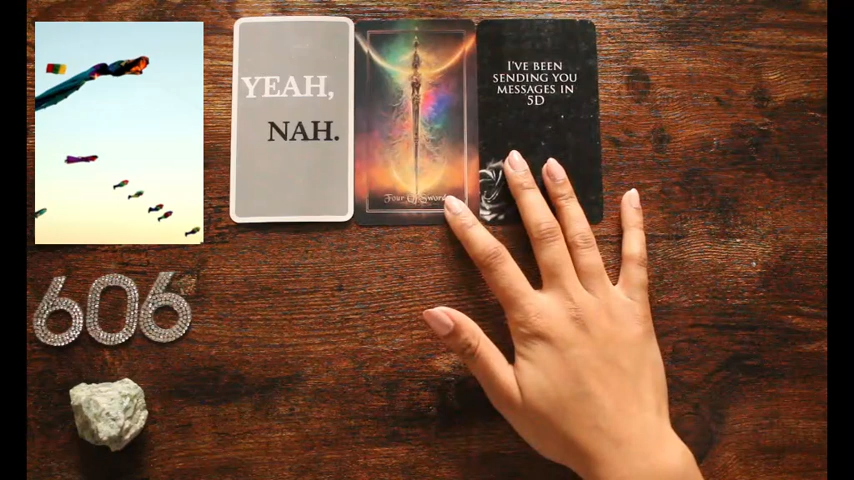 YEAH,
NAH.
Four Of Swords
I'VE BEEN
SENDING YOU
MESSAGES IN
5D
606